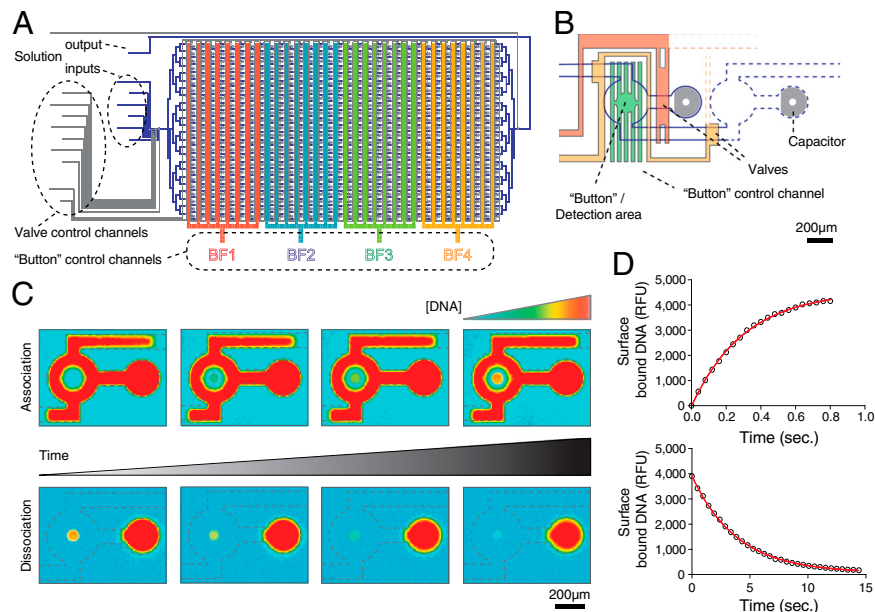 A
output
Solution
inputs
Valve control channels
"Button" control channels
BF1 BF2 BF3 BF4
B
Capacitor
Valves
"Button" /
Detection area
"Button" control channel
200µm
C
[DNA]
Association
Time
Dissociation
200µm
D
Surface
bound DNA (RFU)
5,000
4,000
3,000
2,000
1,000
0
0.0 0.2 0.4 0.6 0.8 1.0
Time (sec.)
Surface
bound DNA (RFU)
5,000
4,000
3,000
2,000
1,000
0
0 5 10 15
Time (sec.)